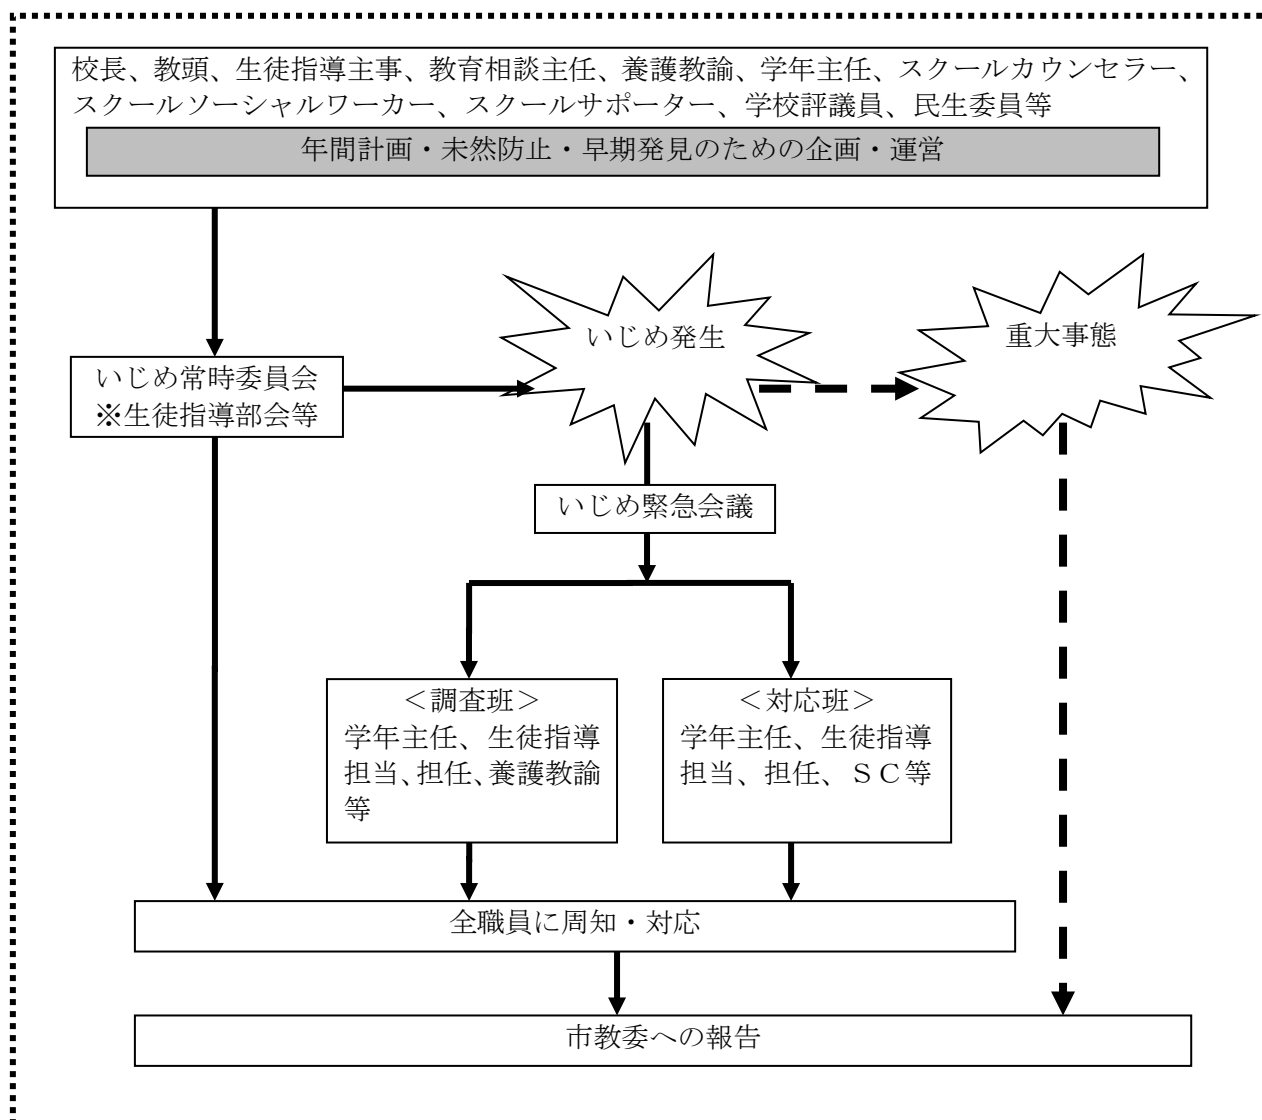 校長、教頭、生徒指導主事、教育相談主任、養護教諭、学年主任、スクールカウンセラー、
スクールソーシャルワーカー、スクールサポーター、学校評議員、民生委員等
年間計画・未然防止・早期発見のための企画・運営
いじめ発生
重大事態
いじめ常時委員会
※生徒指導部会等
いじめ緊急会議
＜調査班＞
学年主任、生徒指導
担当、担任、養護教諭
等
＜対応班＞
学年主任、生徒指導
担当、担任、ＳＣ等
全職員に周知・対応
市教委への報告